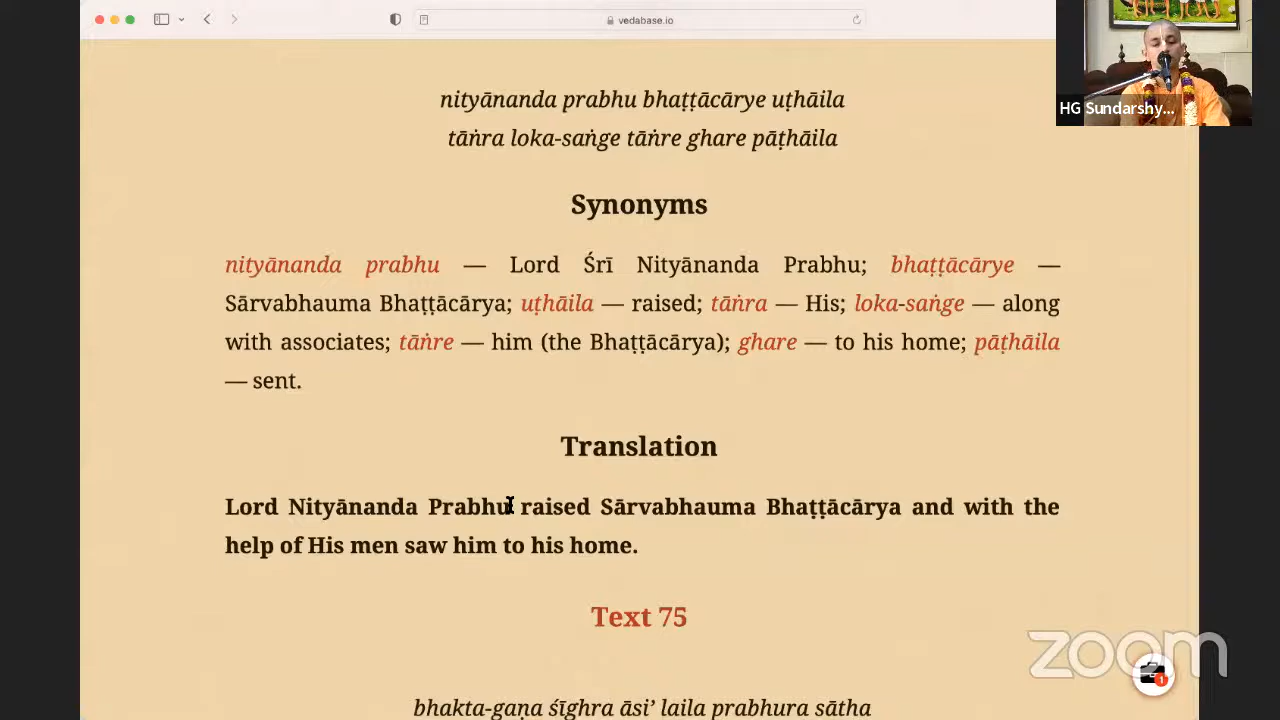 vedabase.io
HG Sundarshy...
nityānanda prabhu bhaṭṭācārye uṭhāila
tāṅra loka-saṅge tāṅre ghare pāṭhāila
Synonyms
nityānanda prabhu — Lord Śrī Nityānanda Prabhu; bhaṭṭācārye —
Sārvabhauma Bhaṭṭācārya; uṭhāila — raised; tāṅra — His; loka-saṅge — along
with associates; tāṅre — him (the Bhaṭṭācārya); ghare — to his home; pāṭhāila
— sent.
Translation
Lord Nityānanda Prabhu raised Sārvabhauma Bhaṭṭācārya and with the
help of His men saw him to his home.
Text 75
zoom
1
bhakta-gaṇa śīghra āsi’ laila prabhura sātha